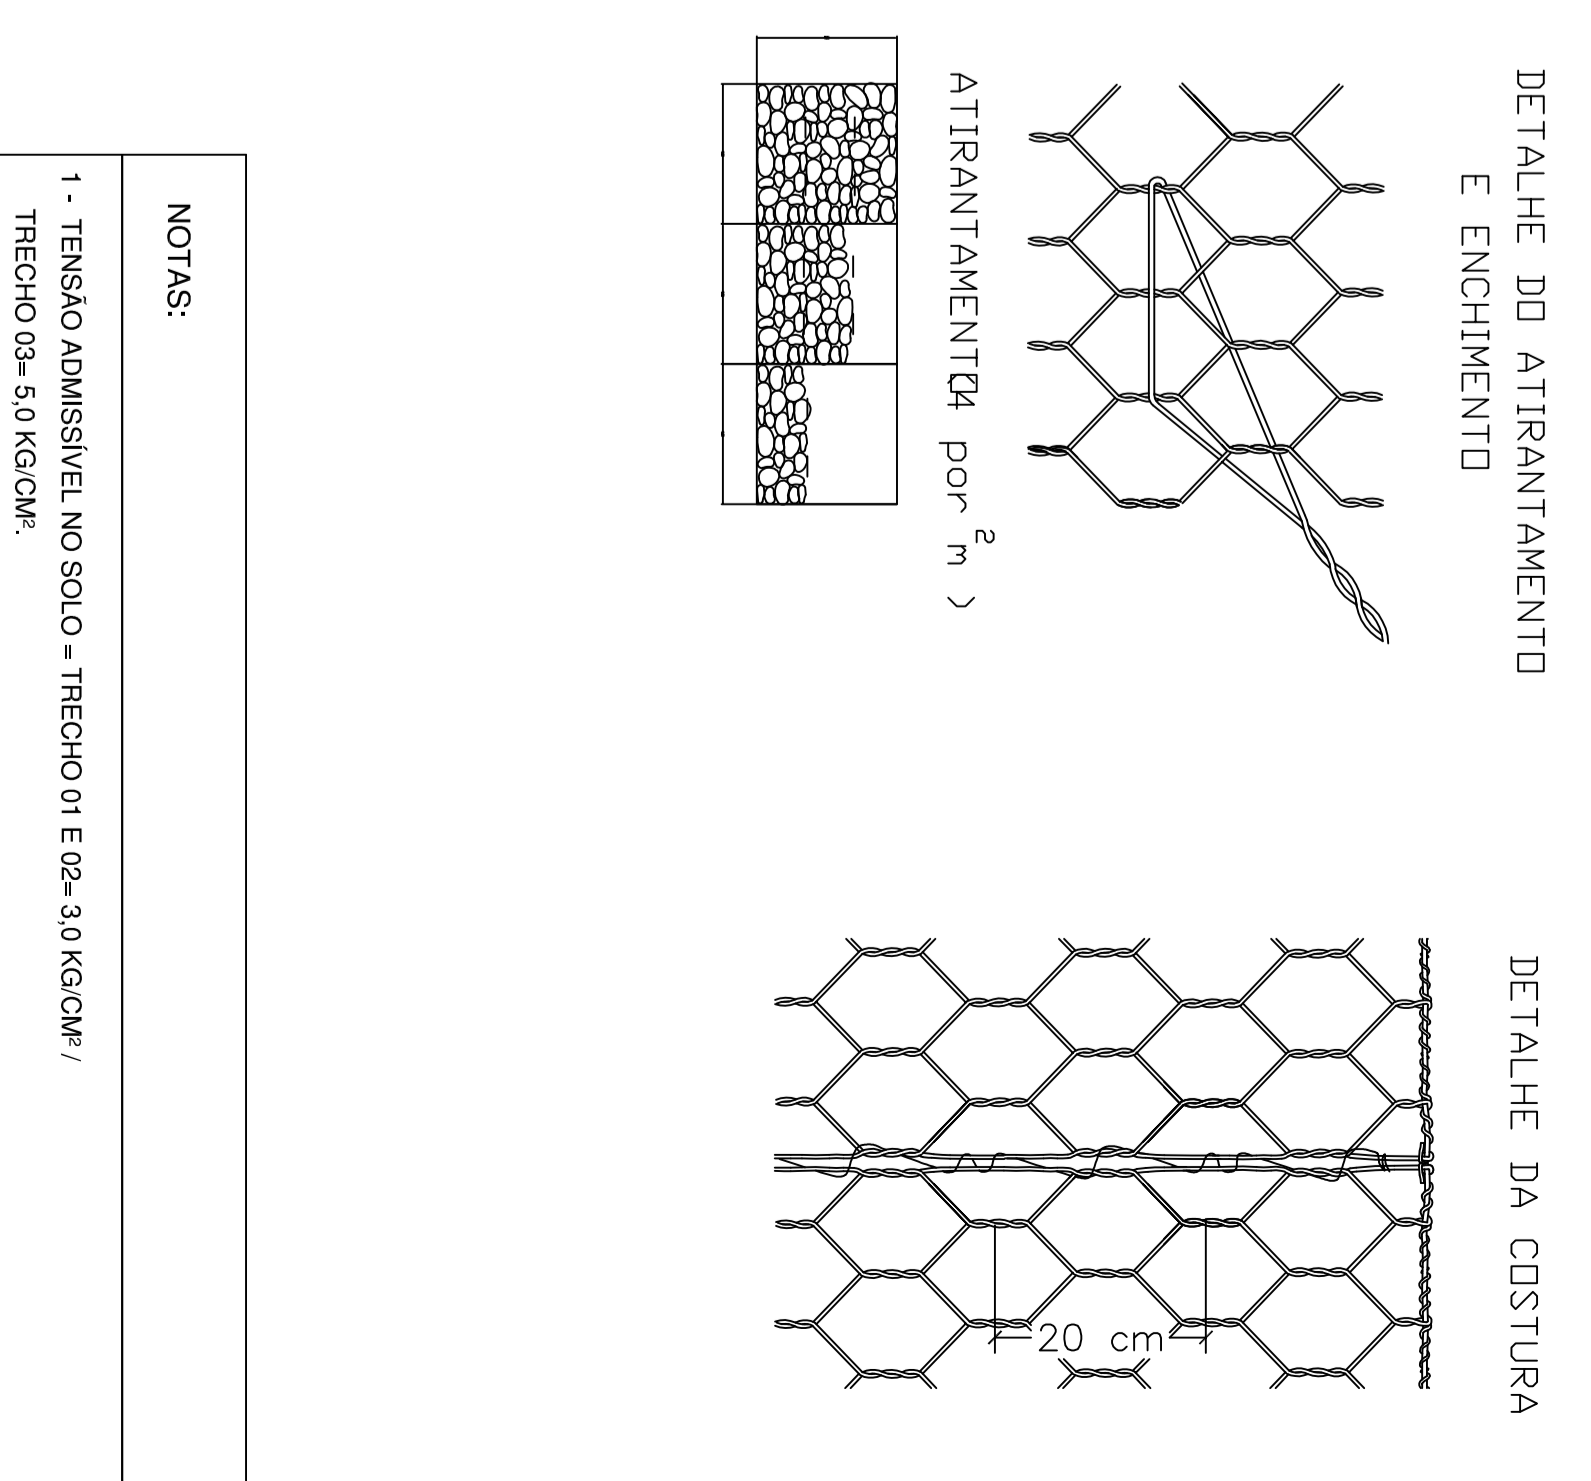 DETALHE DO ATIRANTAMENTO
E ENCHIMENTO
ATIRANTAMENTO(4 por m² )
DETALHE DA COSTURA
20 cm
NOTAS:
1 - TENSÃO ADMISSÍVEL NO SOLO = TRECHO 01 E 02= 3,0 KG/CM² /
TRECHO 03= 5,0 KG/CM².